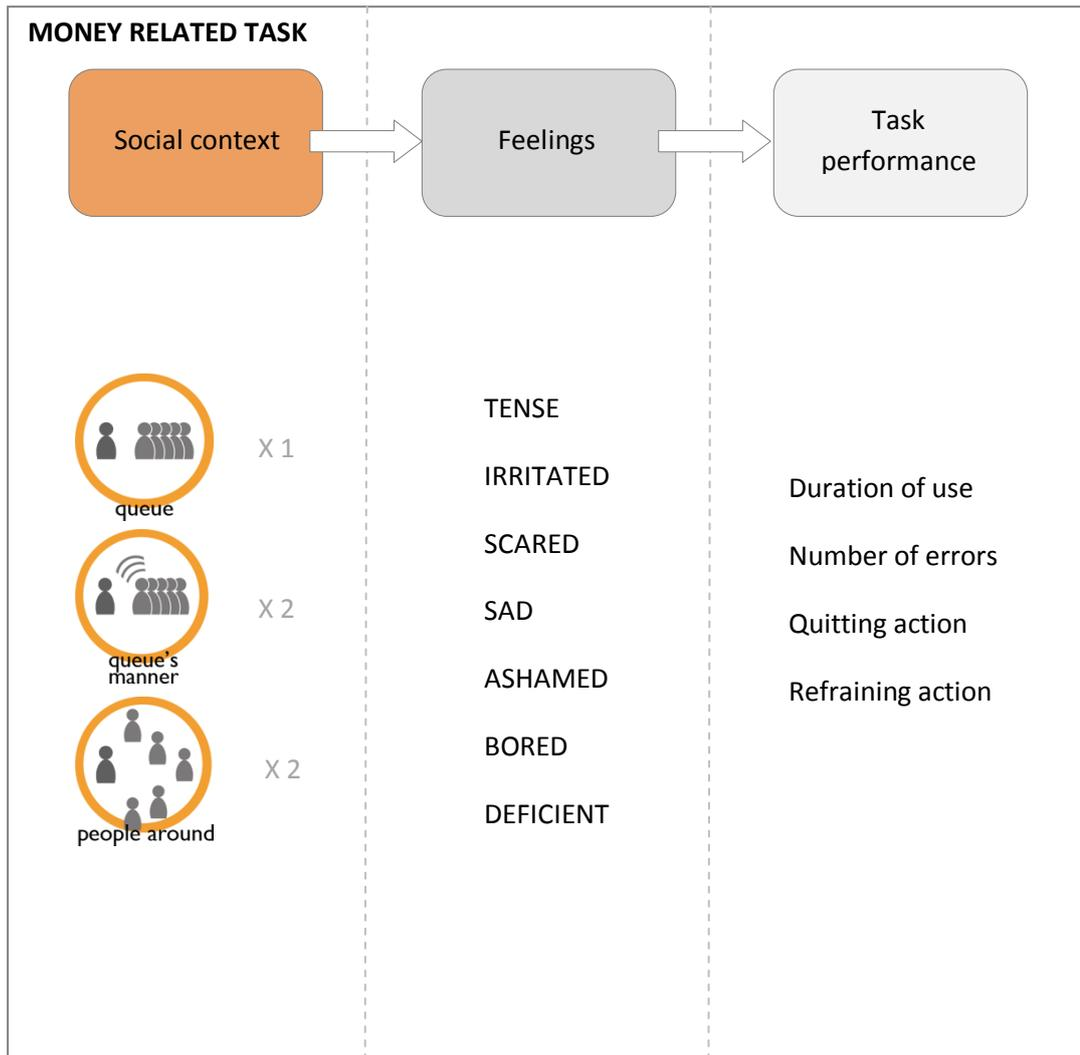 MONEY RELATED TASK
Social context
Feelings
Task
performance
queue
X 1
queue's
manner
X 2
people around
X 2
TENSE
IRRITATED
SCARED
SAD
ASHAMED
BORED
DEFICIENT
Duration of use
Number of errors
Quitting action
Refraining action